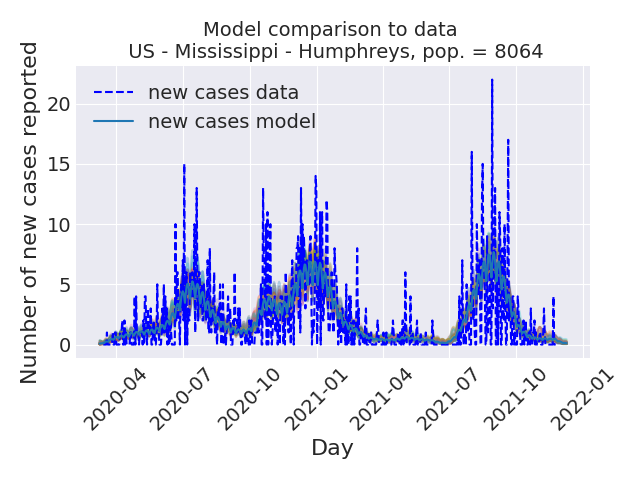 Model comparison to data
US - Mississippi - Humphreys, pop. = 8064
Number of new cases reported
new cases data
new cases model
20
15
10
5
0
2020-04
2020-07
2020-10
2021-01
2021-04
2021-07
2021-10
2022-01
Day